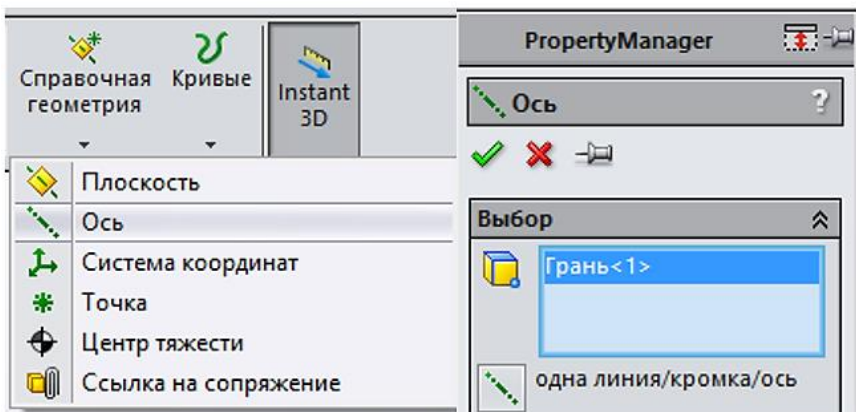 Справочная геометрия
Кривые
Instant 3D
Плоскость
Ось
Система координат
Точка
Центр тяжести
Ссылка на сопряжение
PropertyManager
Ось
?
Выбор
Грань<1>
одна линия/кромка/ось